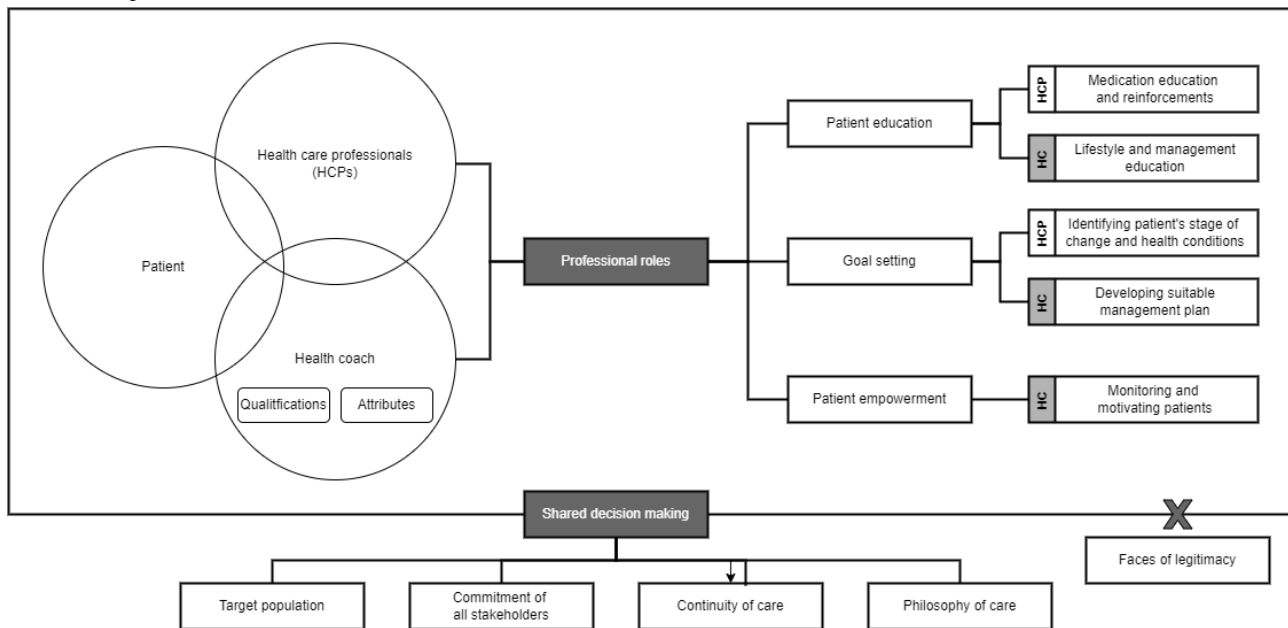 Health care professionals
(HCPs)
Patient
Health coach
Qualitfications
Attributes
Professional roles
Patient education
HCP
Medication education
and reinforcements
HC
Lifestyle and management
education
Goal setting
HCP
Identifying patient's stage of
change and health conditions
HC
Developing suitable
management plan
Patient empowerment
HC
Monitoring and
motivating patients
Shared decision making
X
Faces of legitimacy
Target population
Commitment of
all stakeholders
Continuity of care
Philosophy of care